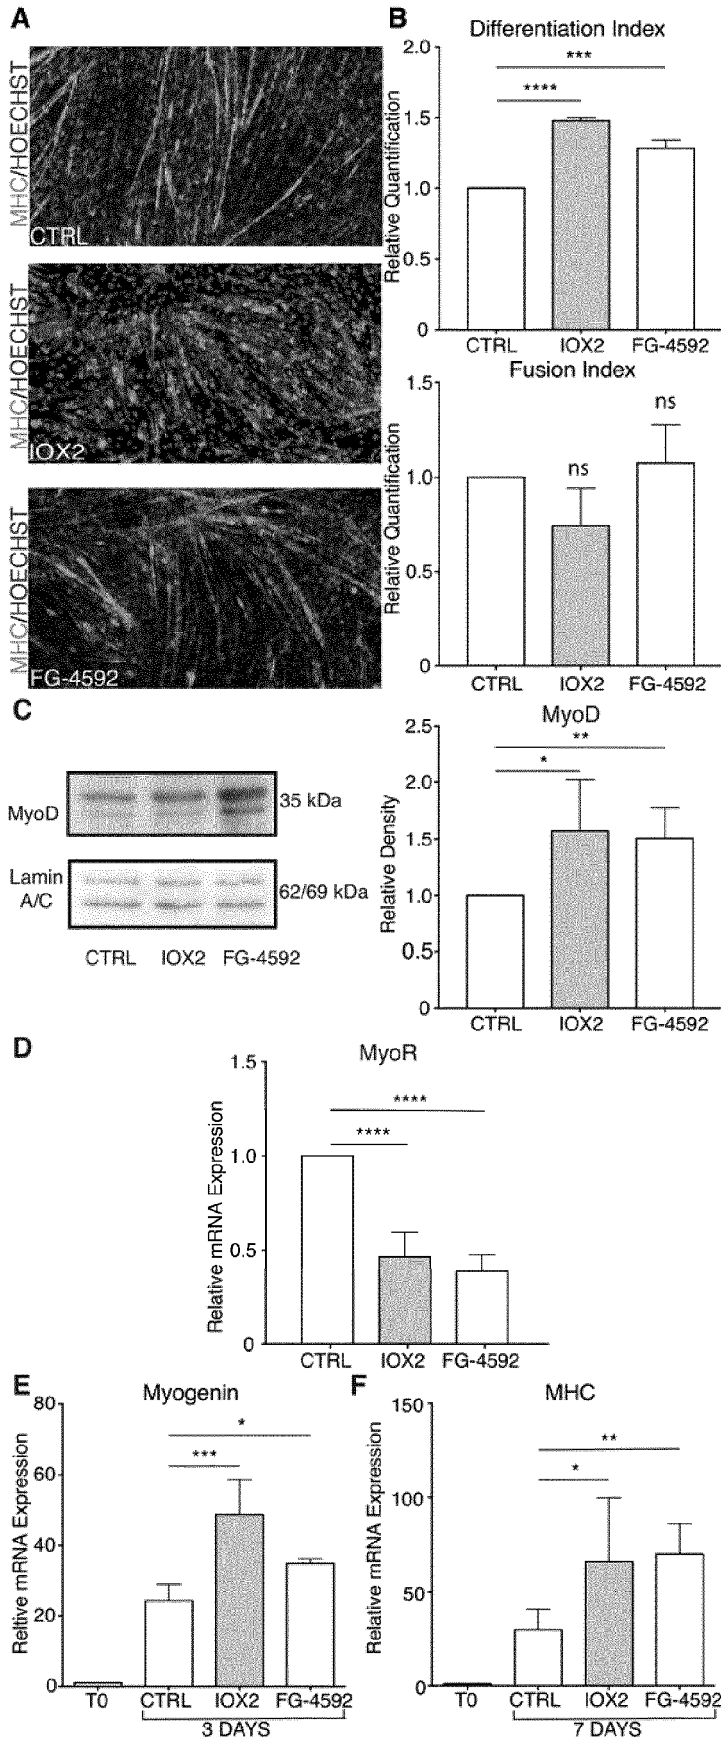 A
MHC/HOECHST
CTRL
MHC/HOECHST
IOX2
MHC/HOECHST
FG-4592
B
Differentiation Index
Relative Quantification
2.0
1.5
1.0
0.5
0
***
****
CTRL
IOX2
FG-4592
Fusion Index
Relative Quantification
1.5
1.0
0.5
0
ns
ns
CTRL
IOX2
FG-4592
C
MyoD
35 kDa
Lamin
A/C
62/69 kDa
CTRL
IOX2
FG-4592
MyoD
Relative Density
2.5
2.0
1.5
1.0
0.5
0
**
*
CTRL
IOX2
FG-4592
D
MyoR
Relative mRNA Expression
1.5
1.0
0.5
0
****
****
CTRL
IOX2
FG-4592
E
Myogenin
Reltive mRNA Expression
80
60
40
20
0
*
***
T0
CTRL
IOX2
FG-4592
3 DAYS
F
MHC
Relative mRNA Expression
150
100
50
0
**
*
T0
CTRL
IOX2
FG-4592
7 DAYS